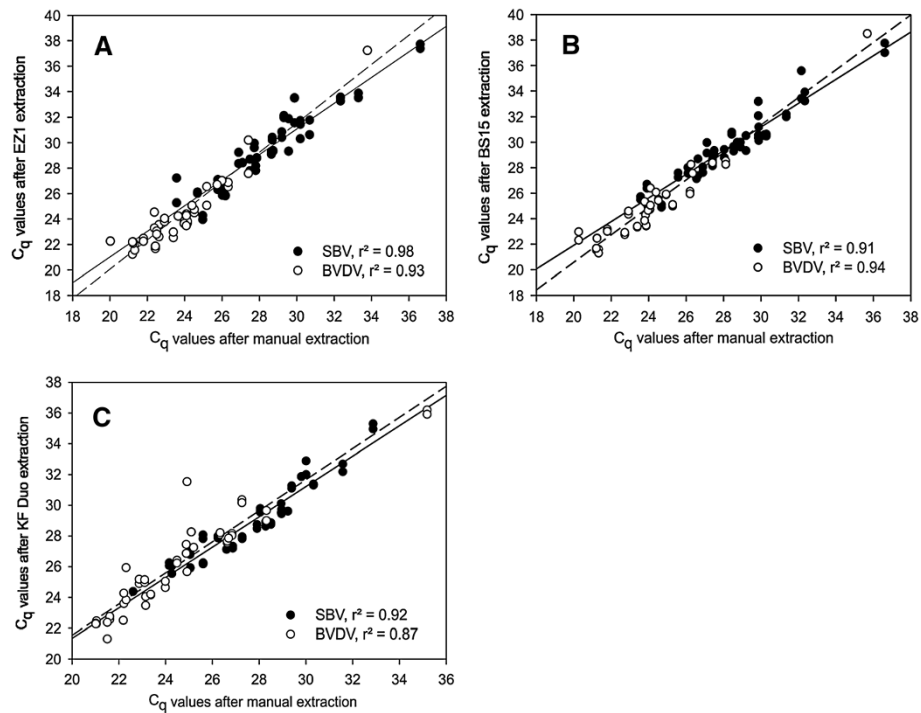 A
C_q values after EZ1 extraction
40
38
36
34
32
30
28
26
24
22
20
18
SBV, r² = 0.98
BVDV, r² = 0.93
18 20 22 24 26 28 30 32 34 36 38
C_q values after manual extraction
B
C_q values after BS15 extraction
40
38
36
34
32
30
28
26
24
22
20
18
SBV, r² = 0.91
BVDV, r² = 0.94
18 20 22 24 26 28 30 32 34 36 38
C_q values after manual extraction
C
C_q values after KF Duo extraction
38
36
34
32
30
28
26
24
22
20
SBV, r² = 0.92
BVDV, r² = 0.87
20 22 24 26 28 30 32 34 36
C_q values after manual extraction